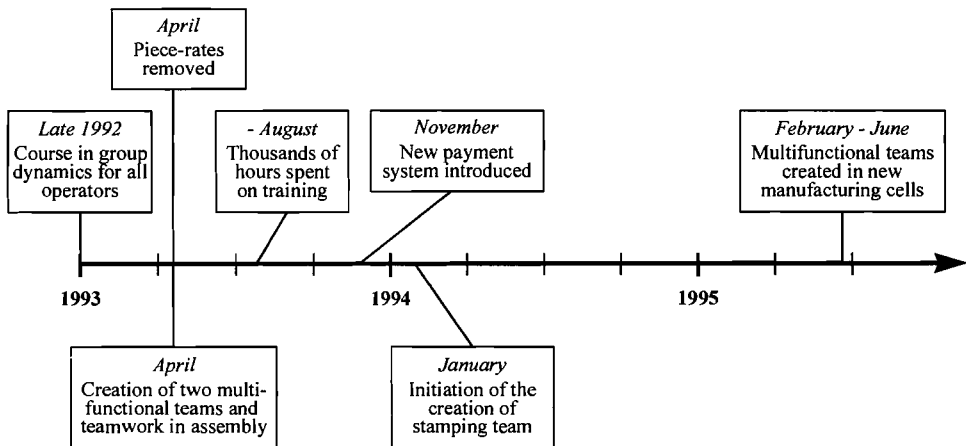 April
Piece-rates
removed
Late 1992
Course in group
dynamics for all
operators
- August
Thousands of
hours spent
on training
November
New payment
system introduced
February - June
Multifunctional teams
created in new
manufacturing cells
1993
1994
1995
April
Creation of two multi-
functional teams and
teamwork in assembly
January
Initiation of the
creation of
stamping team